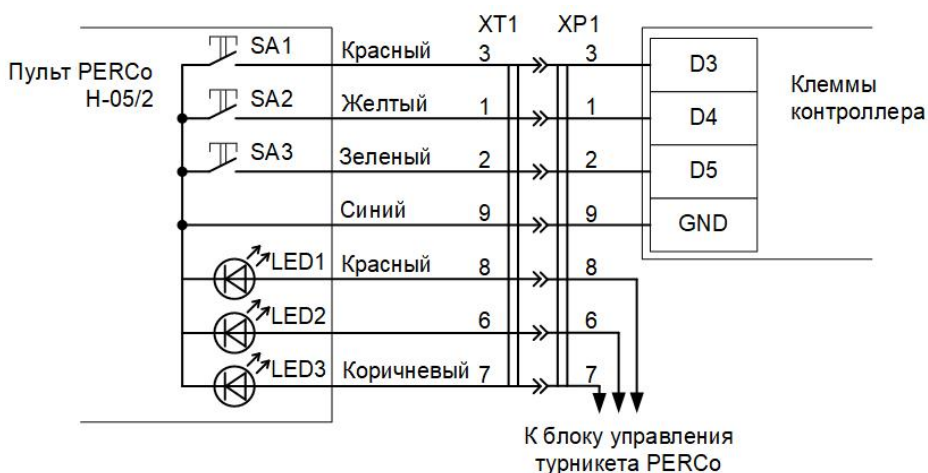 XT1 XP1
Пульт PERCo
H-05/2
SA1 Красный 3 3 D3
Клеммы
контроллера
SA2 Желтый 1 1 D4
SA3 Зеленый 2 2 D5
Синий 9 9 GND
LED1 Красный 8 8
LED2 6 6
LED3 Коричневый 7 7
К блоку управления
турникета PERCo